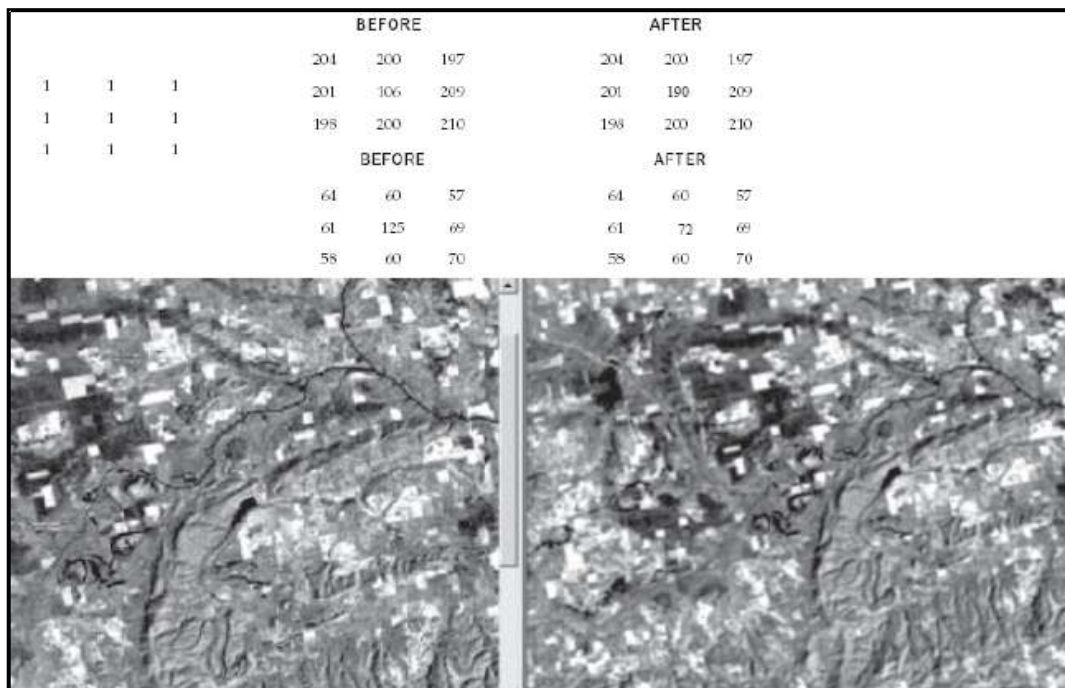 BEFORE AFTER
204 200 197 204 200 197
1 1 1
201 106 209 201 190 209
1 1 1
198 200 210 198 200 210
1 1 1
BEFORE AFTER
64 60 57 64 60 57
61 125 69 61 72 69
58 60 70 58 60 70